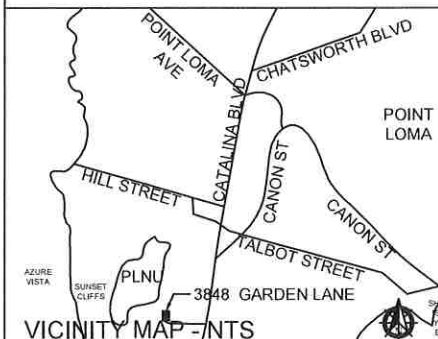 POINT LOMA
AVE
CHATSWORTH BLVD
CATALINA BLVD
POINT
LOMA
HILL STREET
CANON ST
CANON ST
TALBOT STREET
AZURE
VISTA
SUNSET
CLIFFS
PLNU
3848 GARDEN LANE
VICINITY MAP - NTS